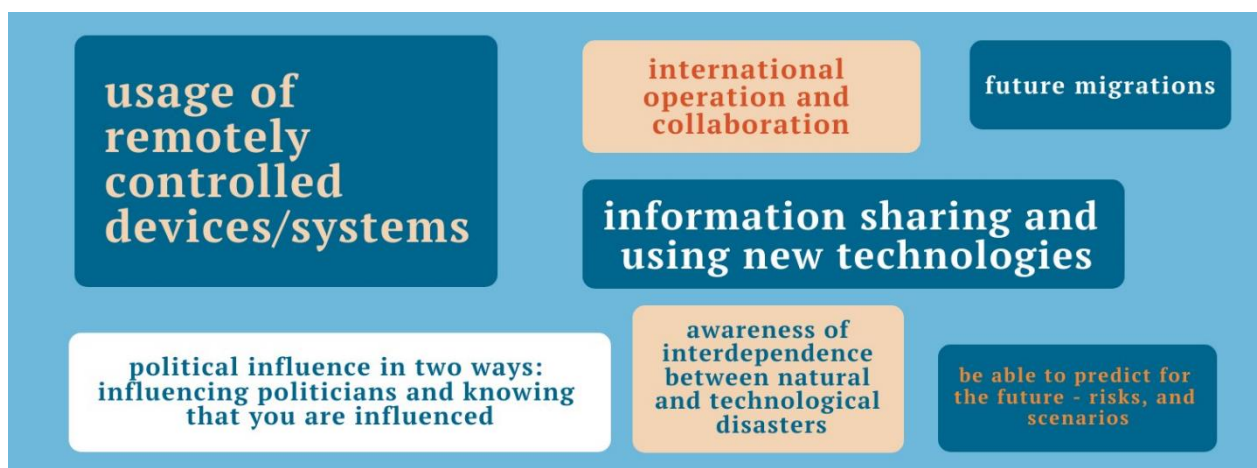 usage of
remotely
controlled
devices/systems
international
operation and
collaboration
future migrations
information sharing and
using new technologies
political influence in two ways:
influencing politicians and knowing
that you are influenced
awareness of
interdependence
between natural
and technological
disasters
be able to predict for
the future - risks, and
scenarios